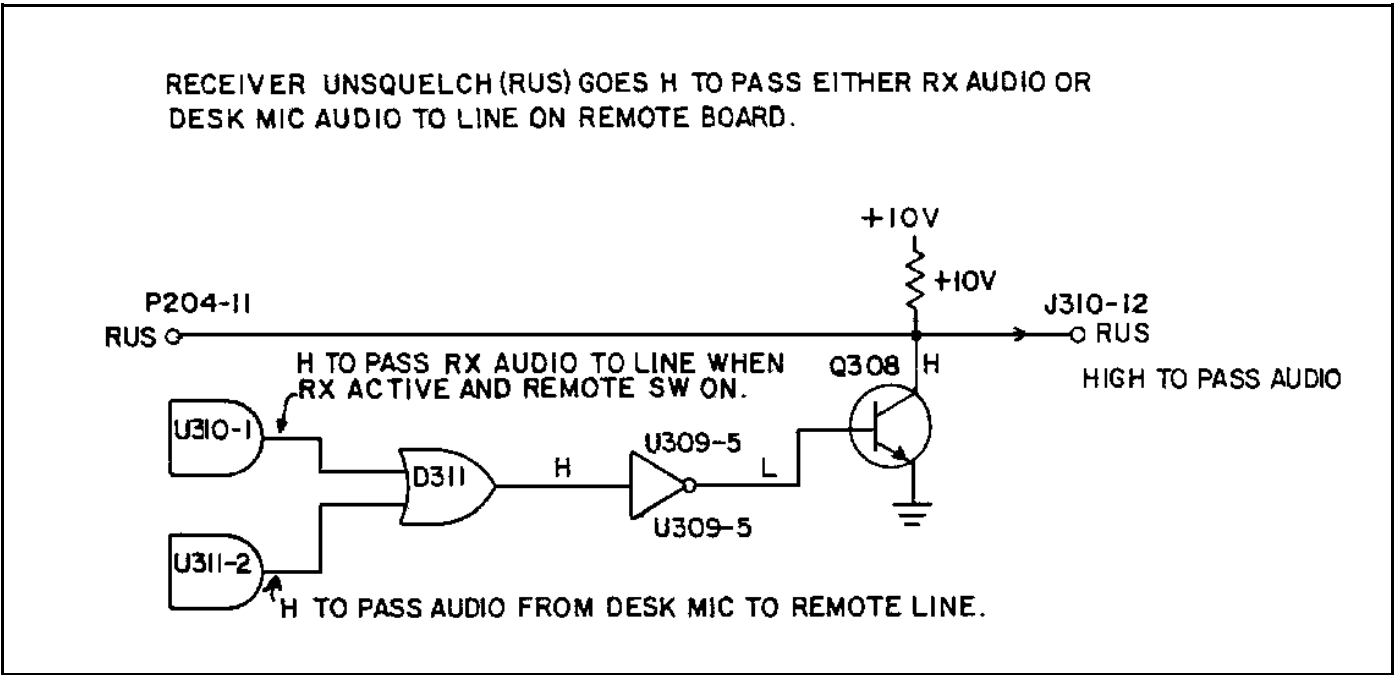 RECEIVER UNSQUELCH (RUS) GOES H TO PASS EITHER RX AUDIO OR
DESK MIC AUDIO TO LINE ON REMOTE BOARD.
+10V
+10V
P204-11
J310-12
RUS
RUS
H TO PASS RX AUDIO TO LINE WHEN
RX ACTIVE AND REMOTE SW ON.
Q308
H
HIGH TO PASS AUDIO
U310-1
U309-5
D311
H
L
U309-5
U311-2
H TO PASS AUDIO FROM DESK MIC TO REMOTE LINE.